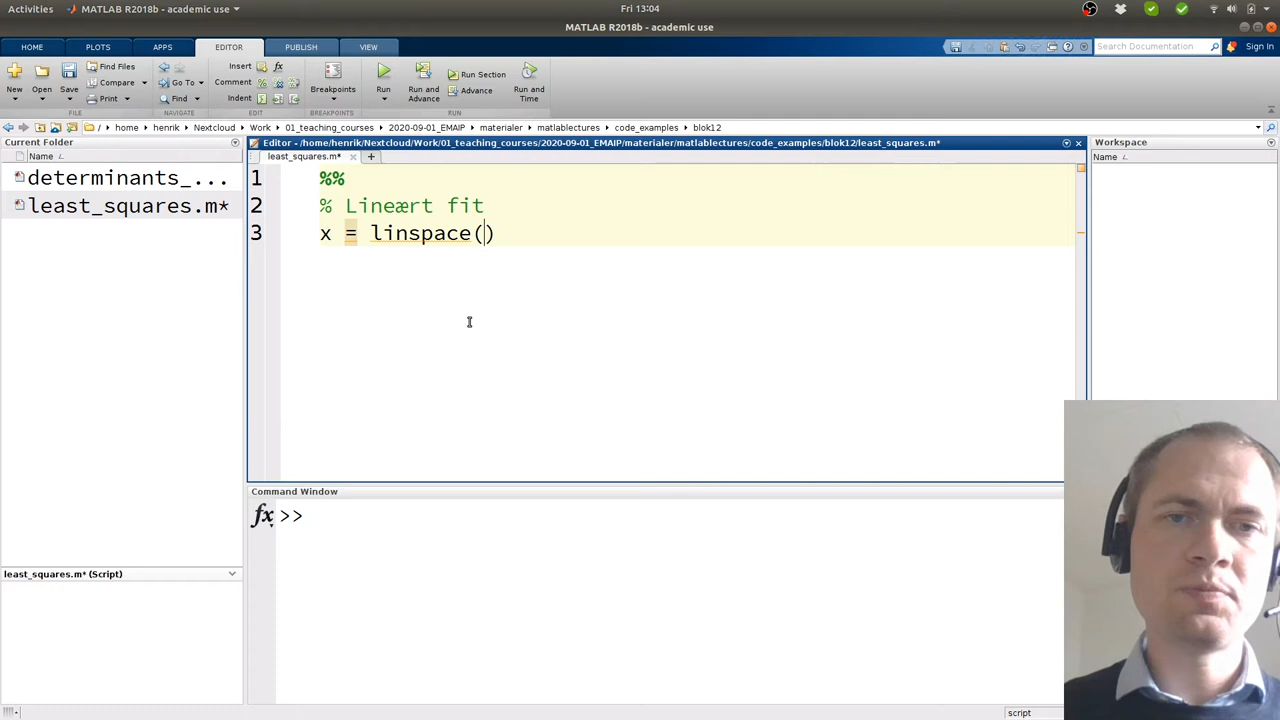 Activities MATLAB R2018b - academic use Fri 13:04
MATLAB R2018b - academic use
HOME PLOTS APPS EDITOR PUBLISH VIEW Search Documentation Sign In
New Open Save Find Files Compare Print Go To Find Insert Comment Indent Breakpoints Run Run and Advance Run Section Advance Run and Time
FILE NAVIGATE EDIT BREAKPOINTS RUN
/ home henrik Nextcloud Work 01_teaching_courses 2020-09-01_EMAIP materialer matlablectures code_examples blok12
Current Folder
Name
determinants_...
least_squares.m*
least_squares.m* (Script)
Editor - /home/henrik/Nextcloud/Work/01_teaching_courses/2020-09-01_EMAIP/materialer/matlablectures/code_examples/blok12/least_squares.m*
least_squares.m* +
1 %%
2 % Lineært fit
3 x = linspace()
Command Window
fx >>
Workspace
Name
script